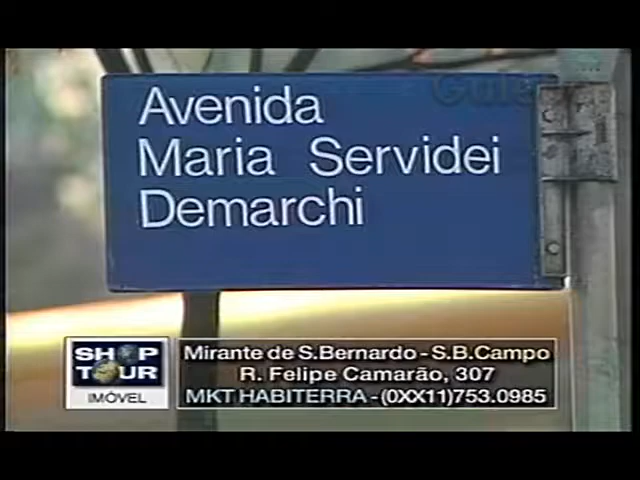 Avenida
Maria Servidei
Demarchi
SHOP
TOUR
IMÓVEL
Mirante de S.Bernardo - S.B.Campo
R. Felipe Camarão, 307
MKT HABITERRA - (0XX11)753.0985